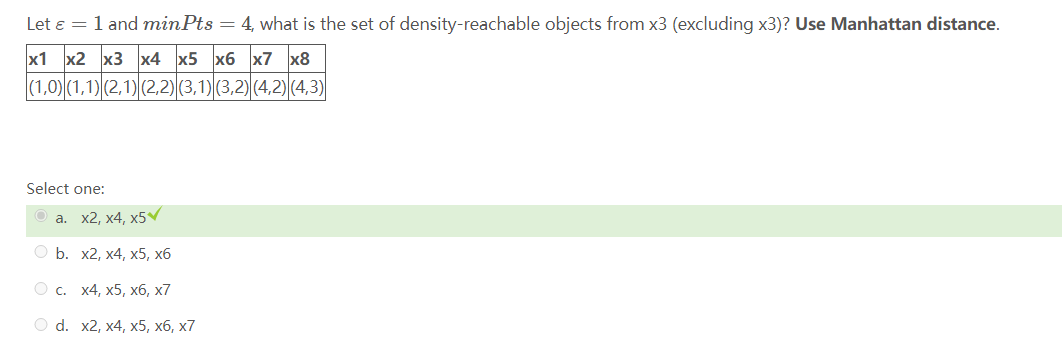 Let ε = 1 and minPts = 4, what is the set of density-reachable objects from x3 (excluding x3)? Use Manhattan distance.
x1 x2 x3 x4 x5 x6 x7 x8
(1,0) (1,1) (2,1) (2,2) (3,1) (3,2) (4,2) (4,3)
Select one:
a. x2, x4, x5
b. x2, x4, x5, x6
c. x4, x5, x6, x7
d. x2, x4, x5, x6, x7